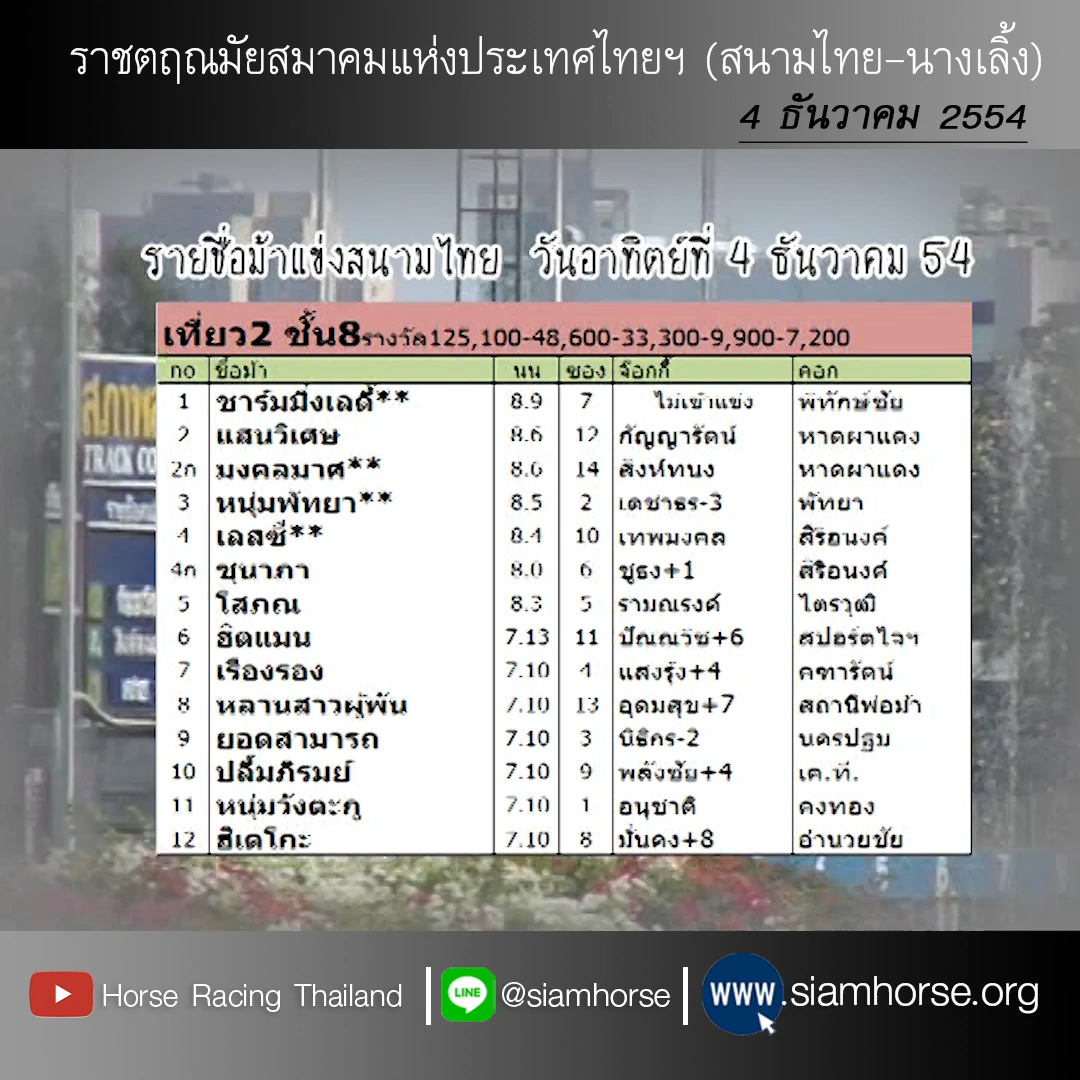 ราชตฤณมัยสมาคมแห่งประเทศไทยฯ (สนามไทย-นางเลิ้ง)
4 ธันวาคม 2554
รายชื่อม้าแข่งสนามไทย วันอาทิตย์ที่ 4 ธันวาคม 54
เที่ยว2 ชั้น8รางวัล125,100-48,600-33,300-9,900-7,200
no ชื่อม้า นน ซอง จ๊อกกี้ คอก
1 ชาร์มมิ่งเลดี้** 8.9 7 ไม่เข้าแข่ง พิทักษ์ชัย
2 แสนวิเศษ 8.6 12 กัญญารัตน์ หาดผาแดง
2ก มงคลมาศ** 8.6 14 สิงห์ทนง หาดผาแดง
3 หนุ่มพัทยา** 8.5 2 เดชาธร-3 พัทยา
4 เลสซี่** 8.4 10 เทพมงคล สิริอนงค์
4ก ชุนาภา 8.0 6 ชูธง+1 สิริอนงค์
5 โสภณ 8.3 5 รามณรงค์ ไตรวุฒิ
6 ฮิตแมน 7.13 11 ปัณณวิช+6 สปอร์ตไจฯ
7 เรืองรอง 7.10 4 แสงรุ้ง+4 คฑารัตน์
8 หลานสาวผู้พัน 7.10 13 อุดมสุข+7 สถานีพ่อม้า
9 ยอดสามารถ 7.10 3 นิธิกร-2 นครปฐม
10 ปลื้มภิรมย์ 7.10 9 พลังชัย+4 เค.ที.
11 หนุ่มวังตะกู 7.10 1 อนุชาติ คงทอง
12 ฮิเดโกะ 7.10 8 มั่นคง+8 อำนวยชัย
สภาพ
TRACK CO
Horse Racing Thailand
LINE @siamhorse
www.siamhorse.org